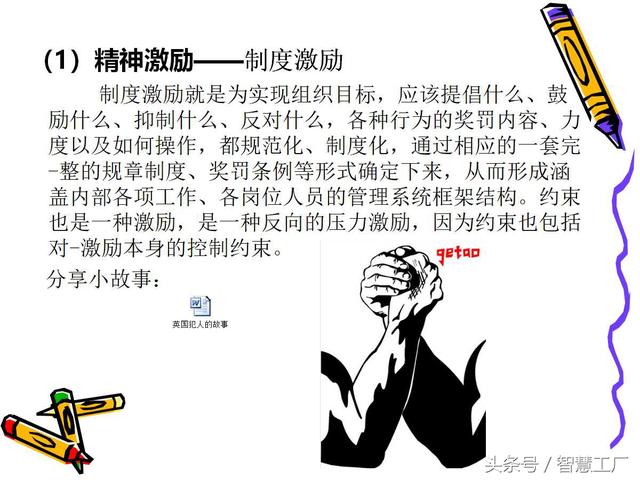 （1）精神激励——制度激励
制度激励就是为实现组织目标，应该提倡什么、鼓
励什么、抑制什么、反对什么，各种行为的奖罚内容、力
度以及如何操作，都规范化、制度化，通过相应的一套完
-整的规章制度、奖罚条例等形式确定下来，从而形成涵
盖内部各项工作、各岗位人员的管理系统框架结构。约束
也是一种激励，是一种反向的压力激励，因为约束也包括
对-激励本身的控制约束。
getao
分享小故事：
W
英国犯人的故事
头条号／智慧工厂